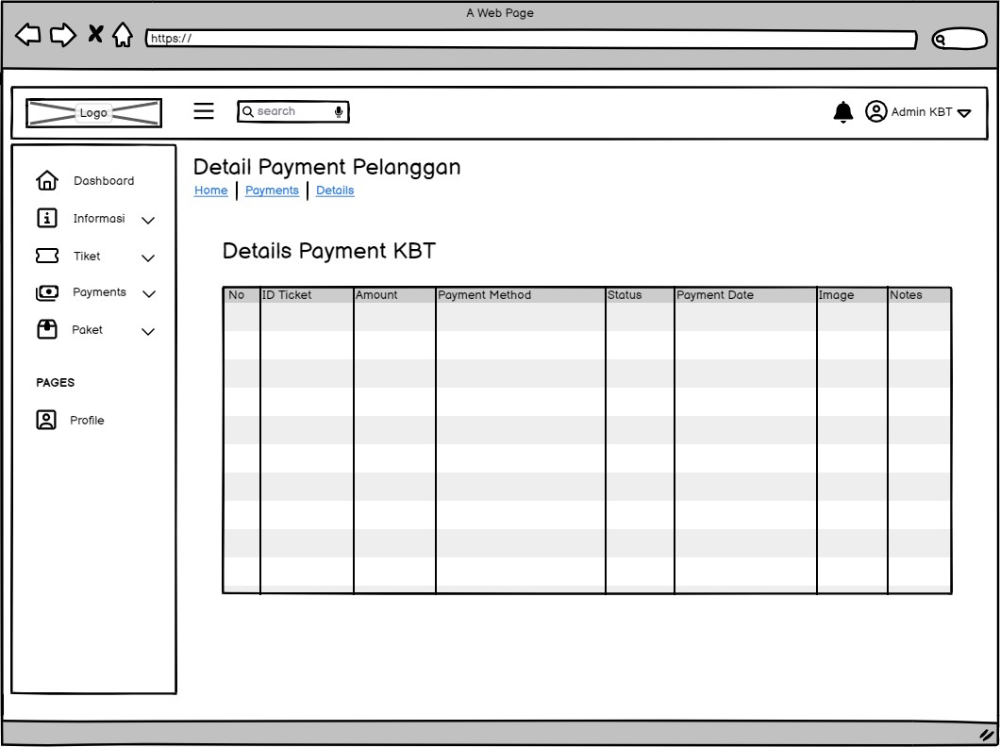 A Web Page
https://
Logo
search
Admin KBT
Dashboard
Informasi
Tiket
Payments
Paket
PAGES
Profile
Detail Payment Pelanggan
Home Payments Details
Details Payment KBT
No ID Ticket Amount Payment Method Status Payment Date Image Notes